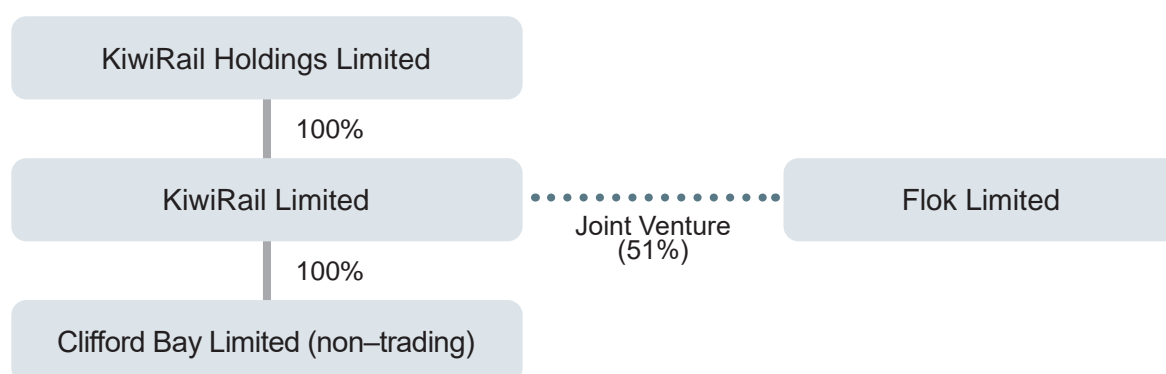 KiwiRail Holdings Limited
100%
KiwiRail Limited
Joint Venture
(51%)
Flok Limited
100%
Clifford Bay Limited (non–trading)